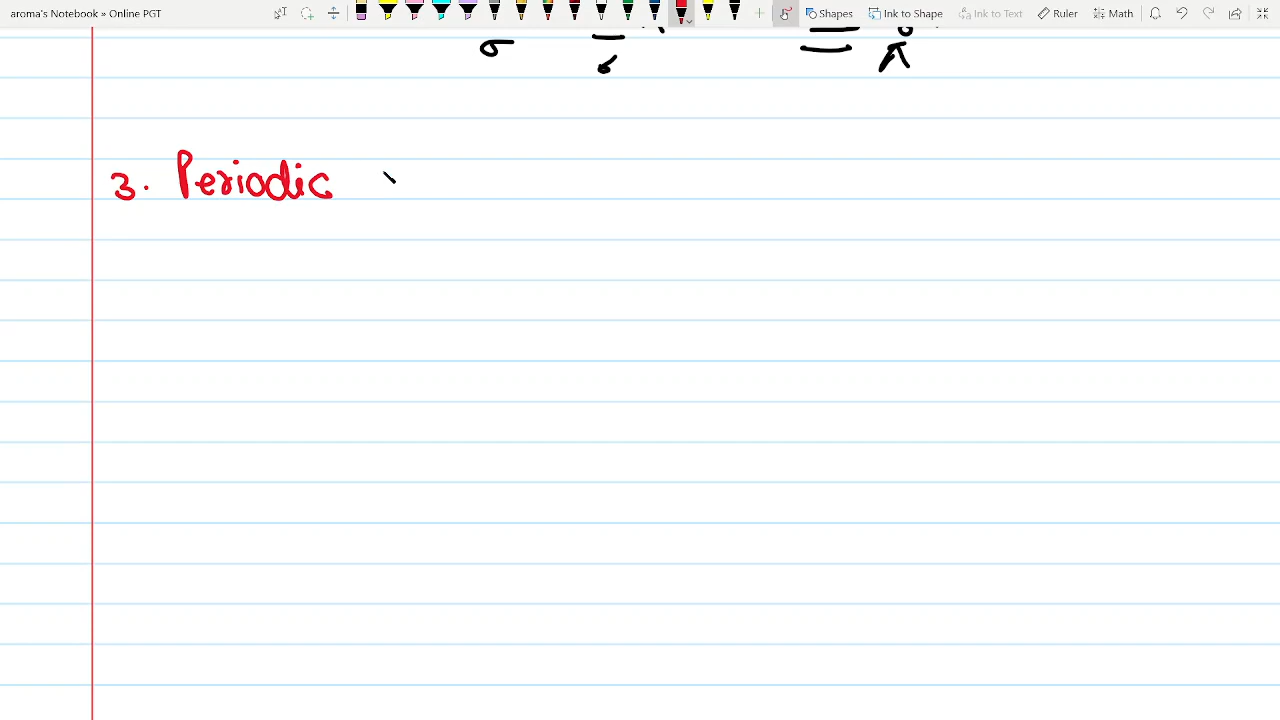 aroma's Notebook » Online PGT
Shapes Ink to Shape Ink to Text Ruler Math
3. Periodic